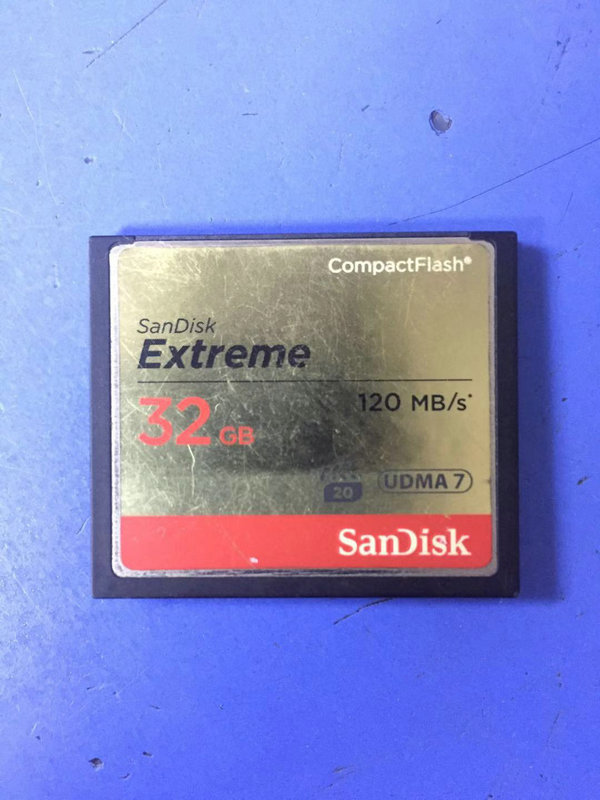 CompactFlash®
SanDisk
Extreme
120 MB/s*
32 GB
20
UDMA 7
SanDisk